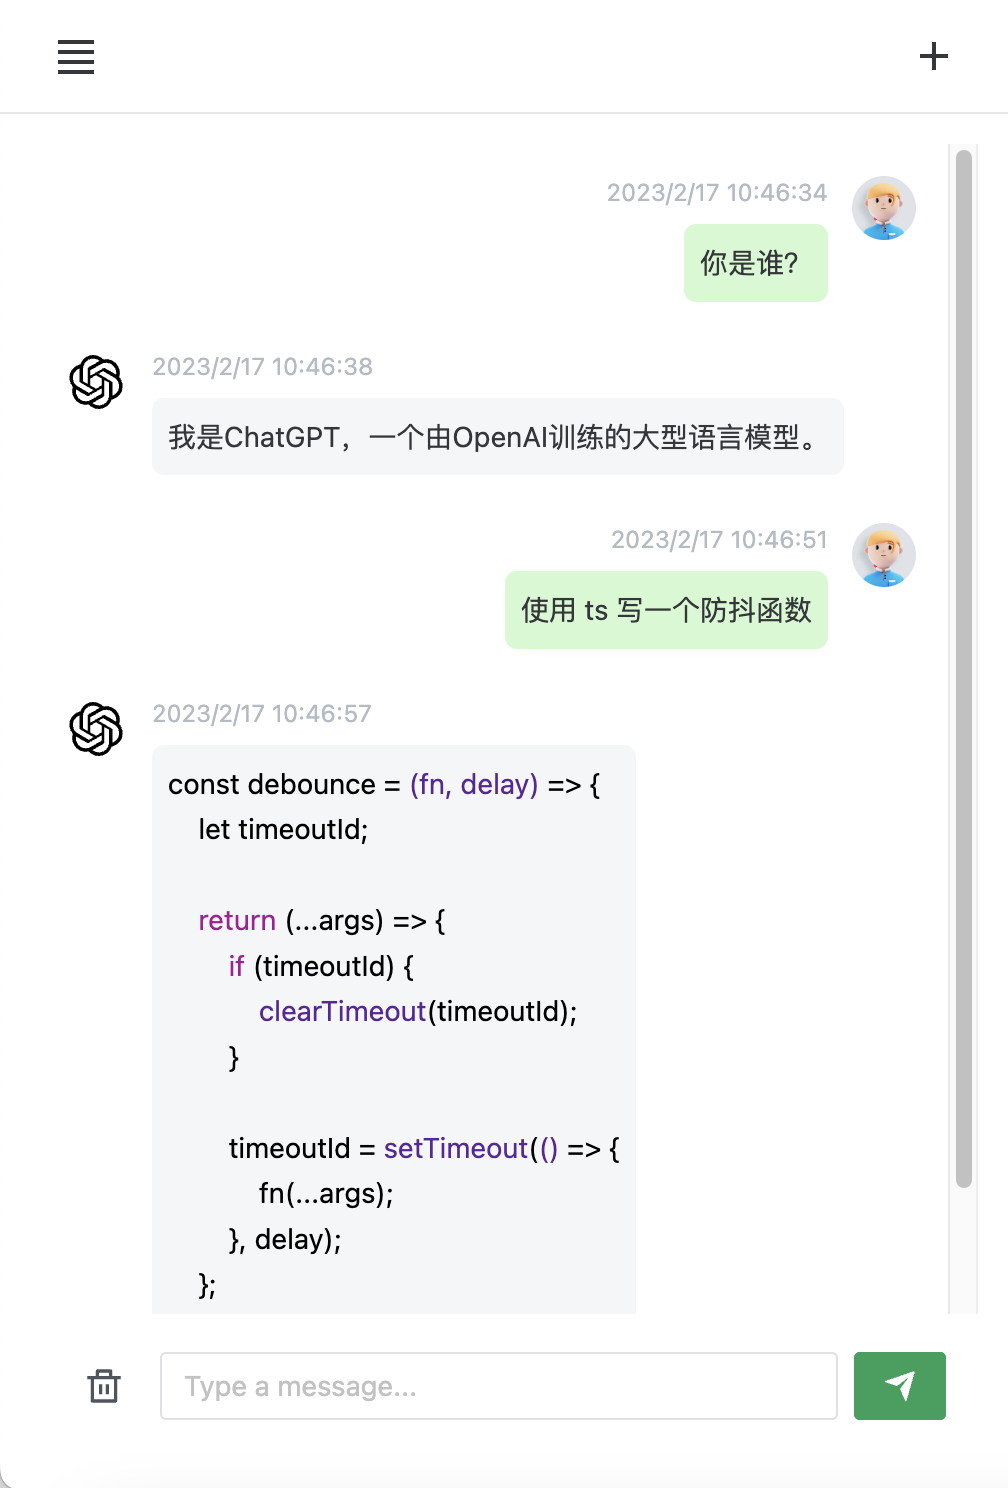 2023/2/17 10:46:34
你是谁?
2023/2/17 10:46:38
我是ChatGPT，一个由OpenAI训练的大型语言模型。
2023/2/17 10:46:51
使用 ts 写一个防抖函数
2023/2/17 10:46:57
const debounce = (fn, delay) => {
let timeoutId;
return (...args) => {
if (timeoutId) {
clearTimeout(timeoutId);
}
timeoutId = setTimeout(() => {
fn(...args);
}, delay);
};
Type a message...